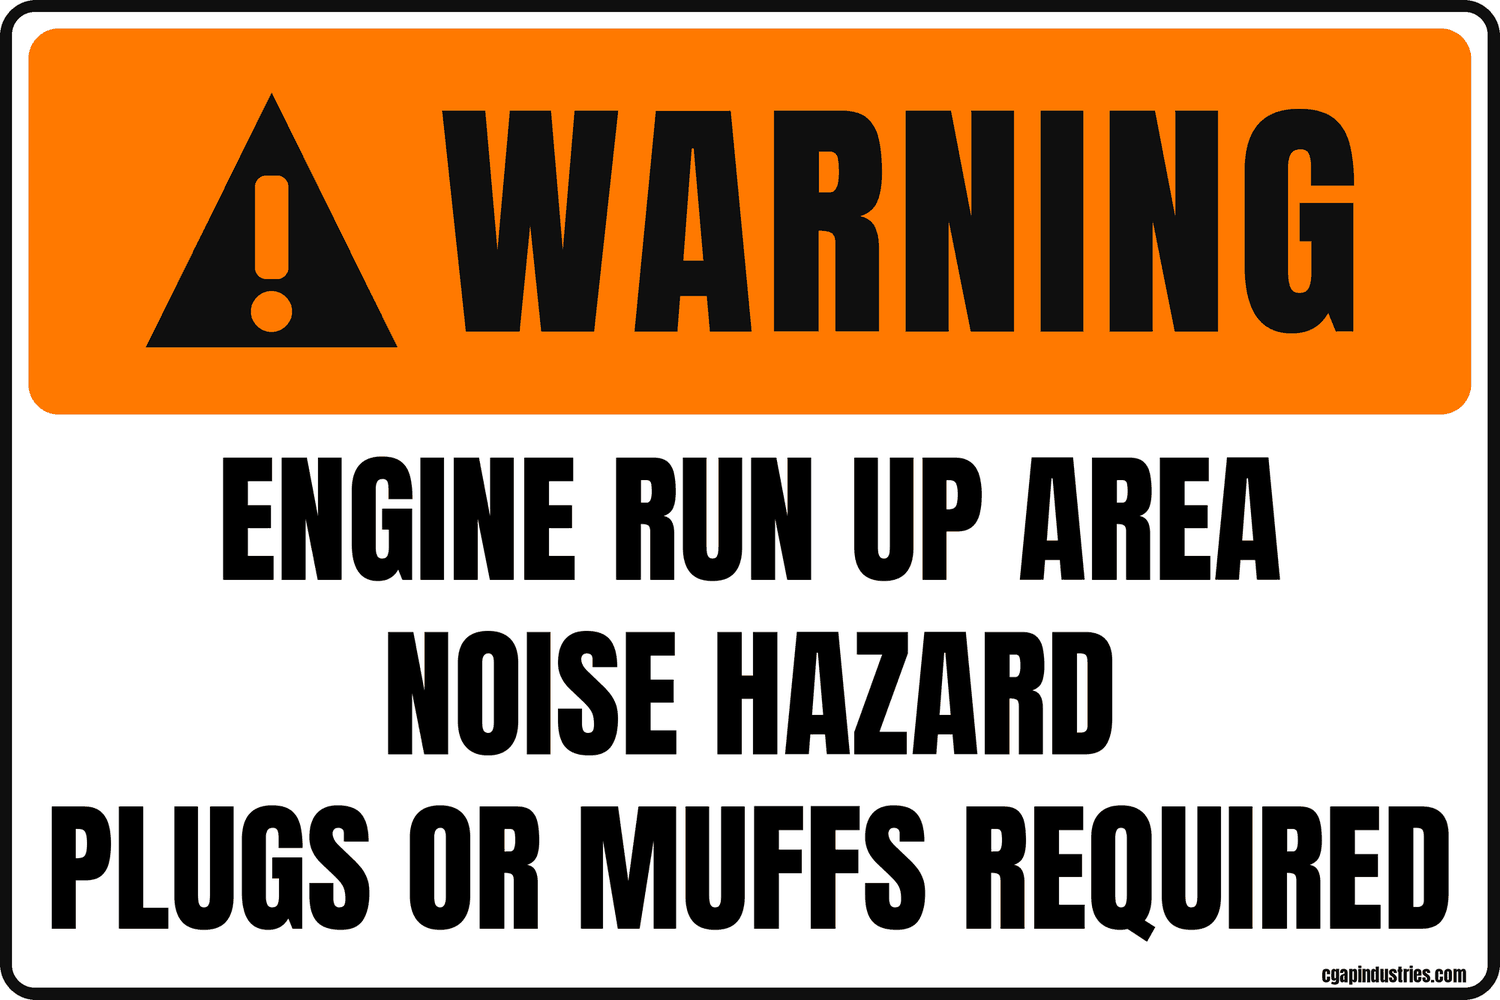 WARNING
ENGINE RUN UP AREA
NOISE HAZARD
PLUGS OR MUFFS REQUIRED
cgapindustries.com